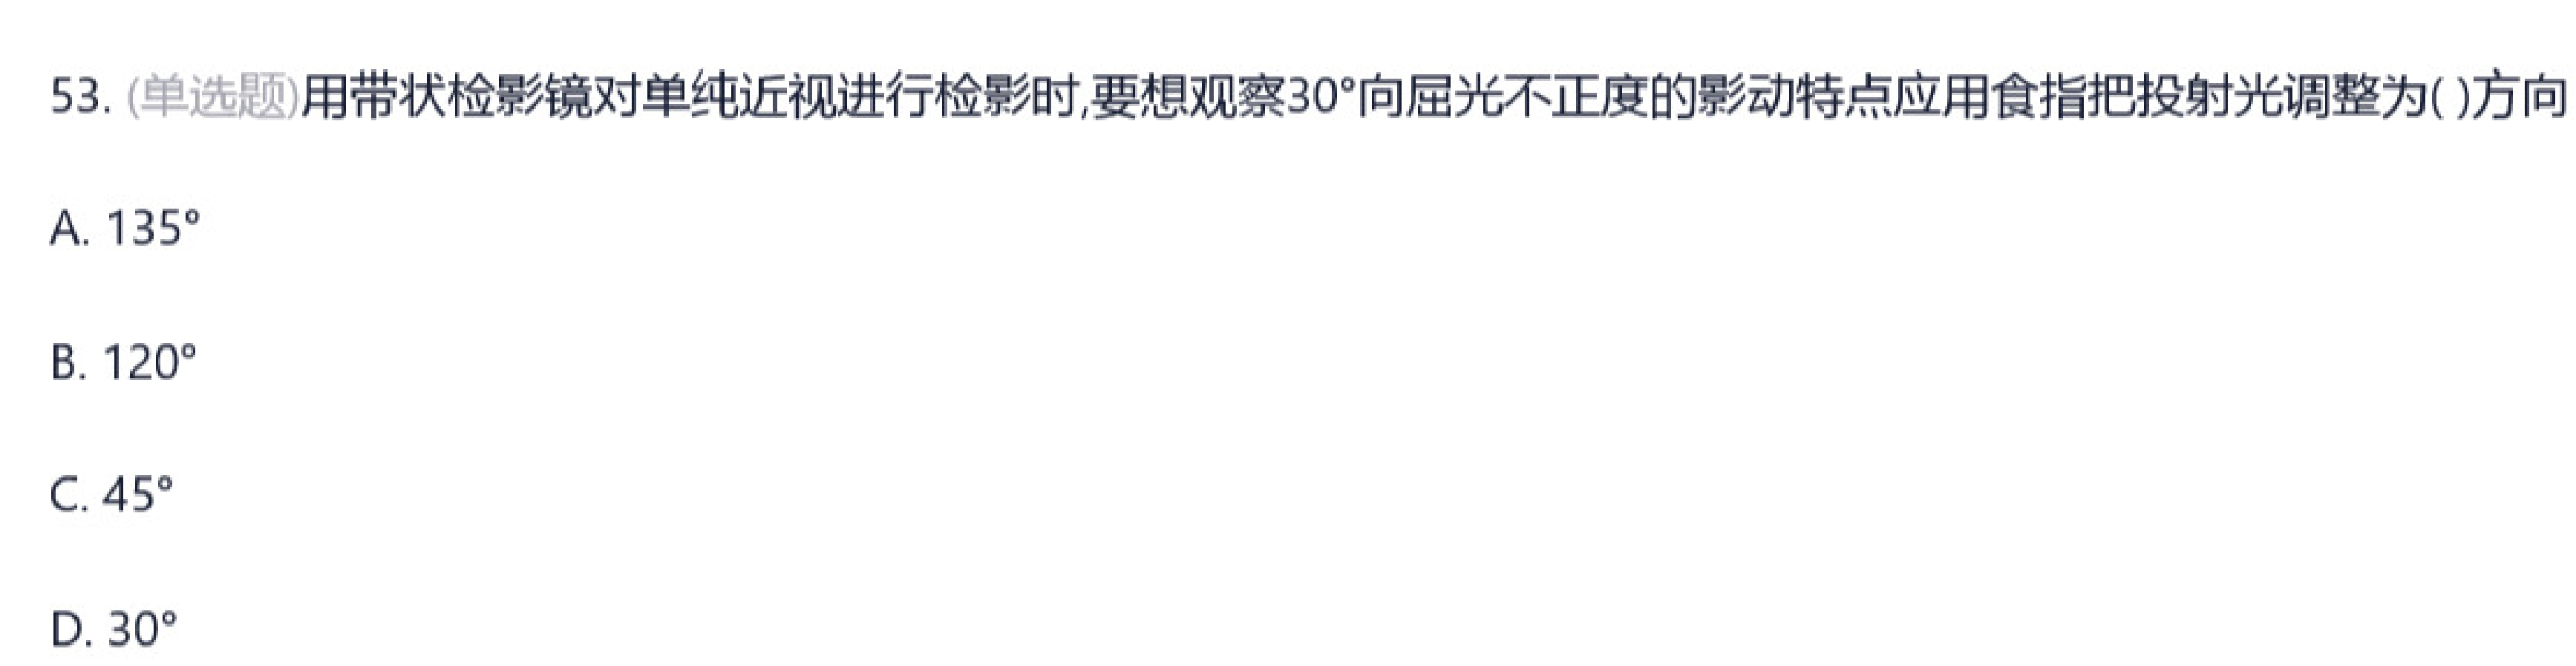 53. (单选题)用带状检影镜对单纯近视进行检影时,要想观察30°向屈光不正度的影动特点应用食指把投射光调整为( )方向
A. 135°
B. 120°
C. 45°
D. 30°